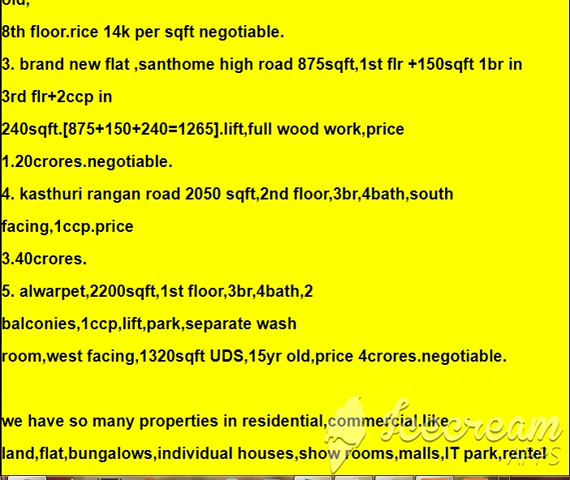 old,
8th floor.rice 14k per sqft negotiable.
3. brand new flat ,santhome high road 875sqft,1st flr +150sqft 1br in
3rd flr+2ccp in
240sqft.[875+150+240=1265].lift,full wood work,price
1.20crores.negotiable.
4. kasthuri rangan road 2050 sqft,2nd floor,3br,4bath,south
facing,1ccp.price
3.40crores.
5. alwarpet,2200sqft,1st floor,3br,4bath,2
balconies,1ccp,lift,park,separate wash
room,west facing,1320sqft UDS,15yr old,price 4crores.negotiable.
we have so many properties in residential,commercial.like
land,flat,bungalows,individual houses,show rooms,malls,IT park,rentel
Icecream
APPS